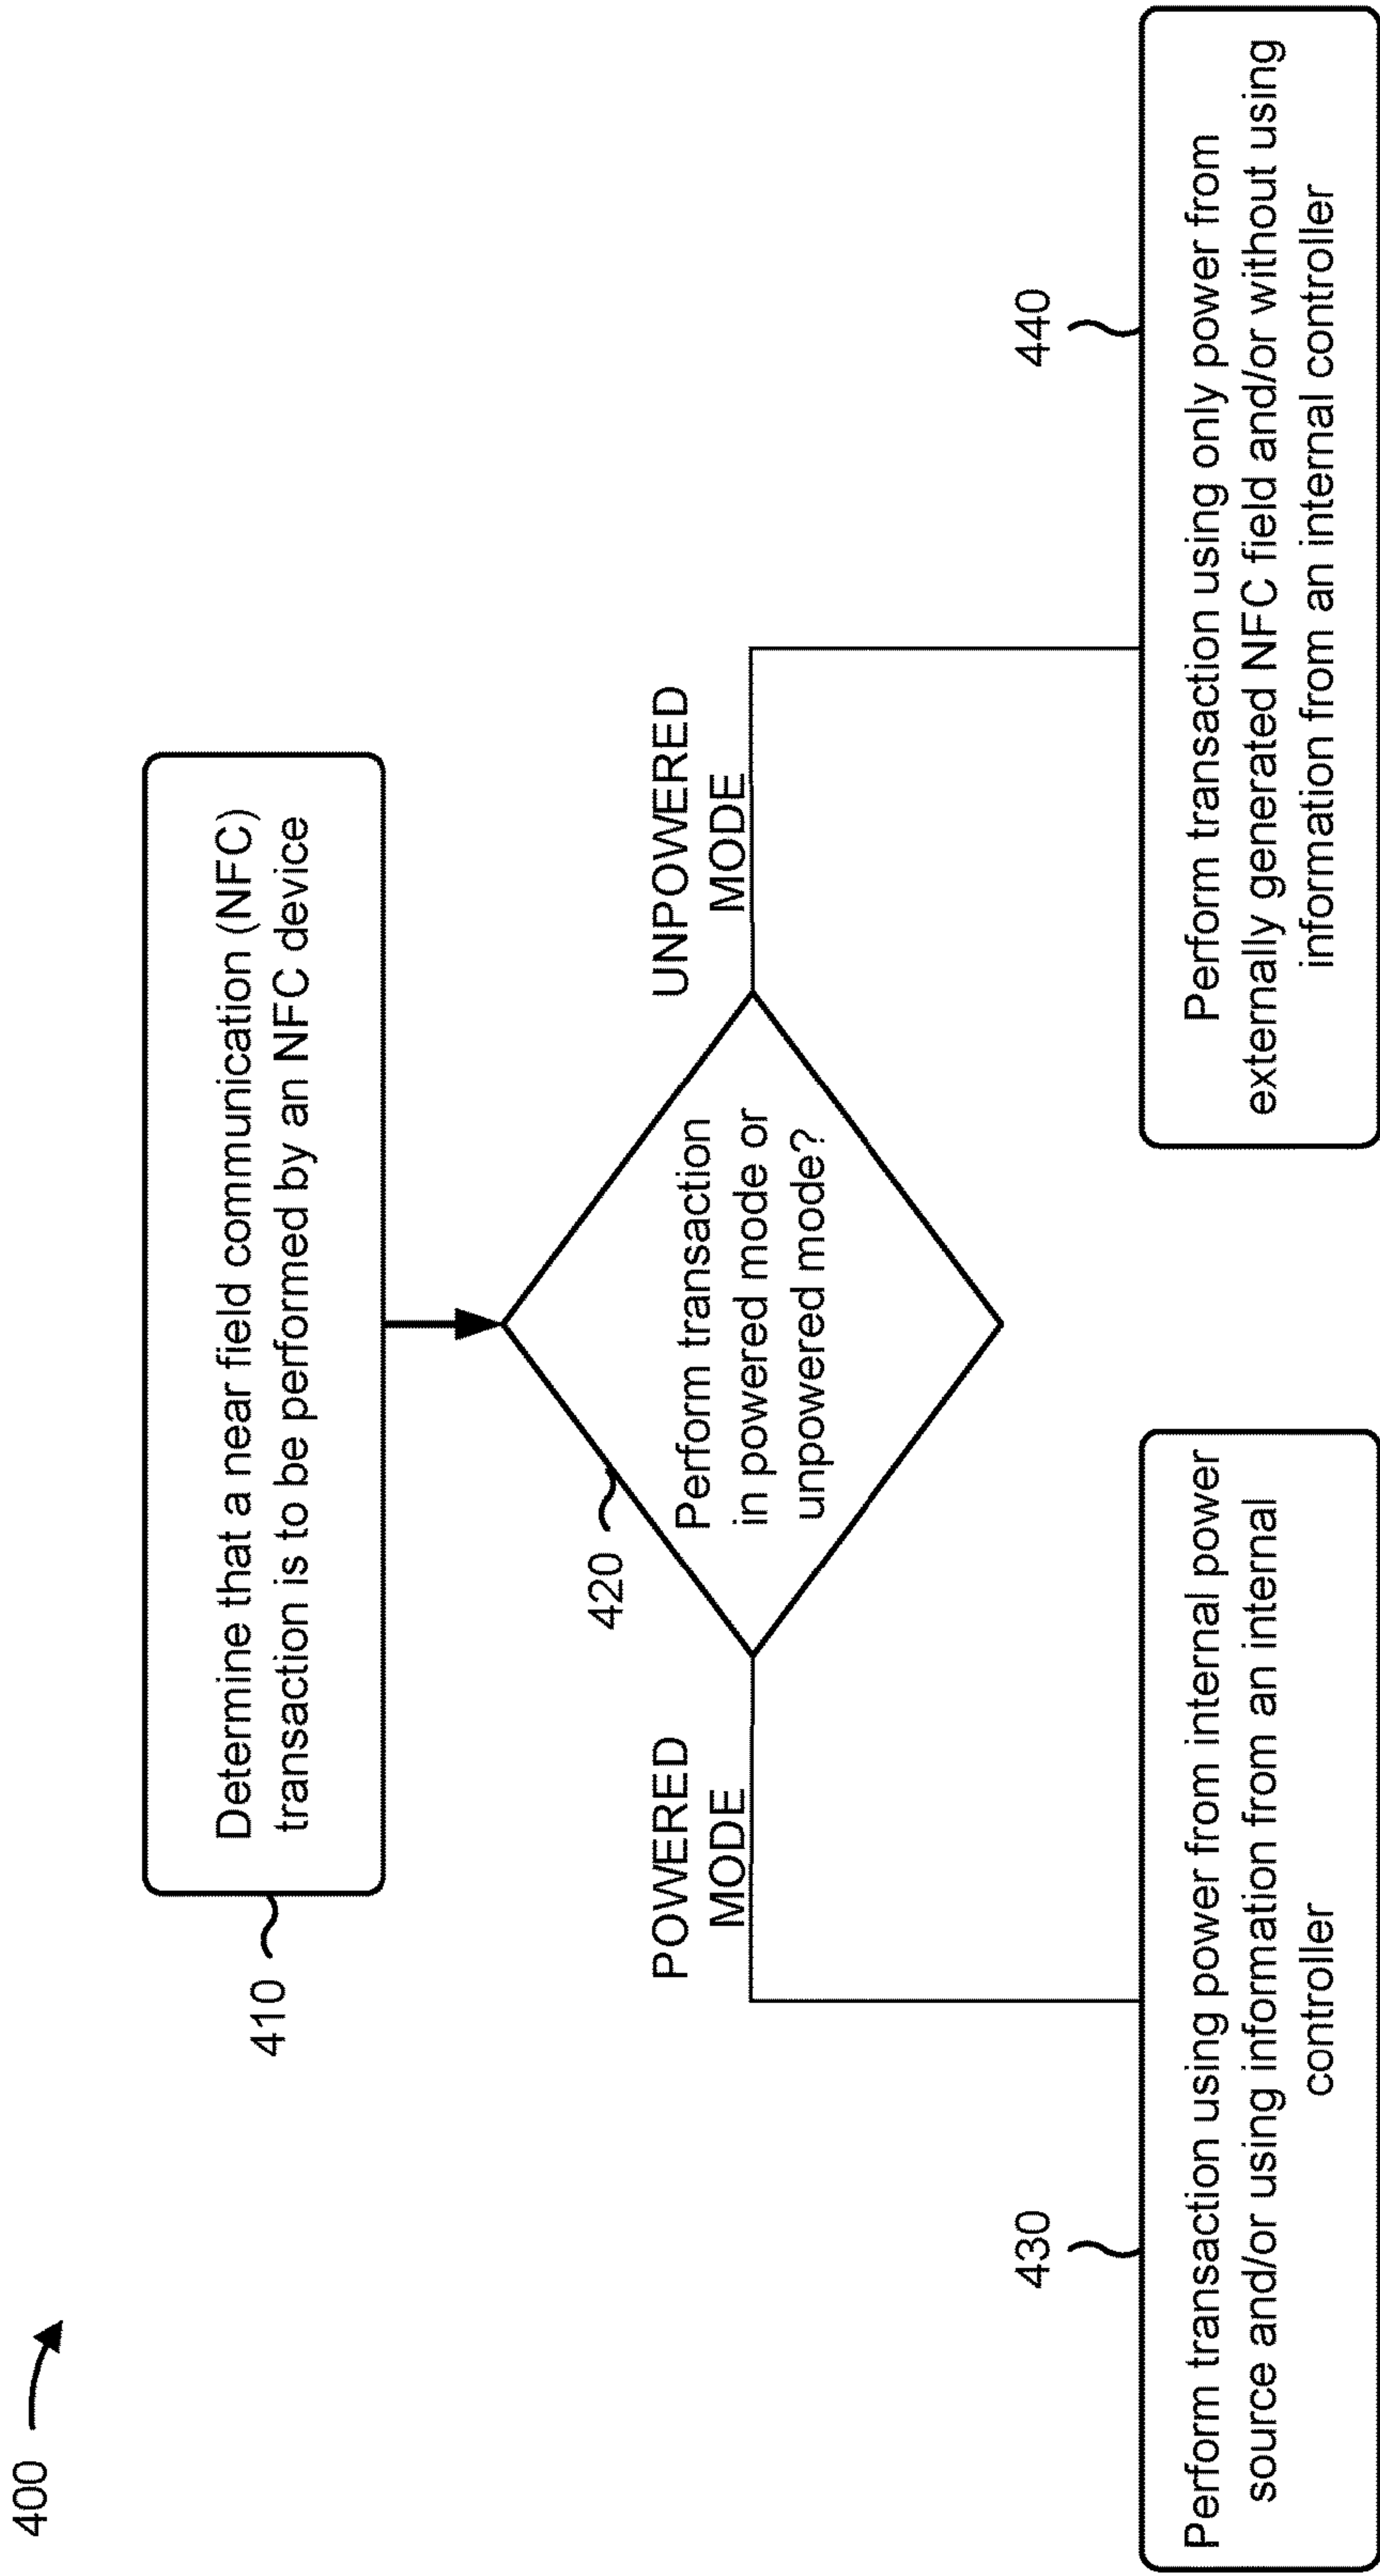 400
410
Determine that a near field communication (NFC)
transaction is to be performed by an NFC device
420
Perform transaction
in powered mode or
unpowered mode?
POWERED
MODE
UNPOWERED
MODE
430
Perform transaction using power from internal power
source and/or using information from an internal
controller
440
Perform transaction using only power from
externally generated NFC field and/or without using
information from an internal controller